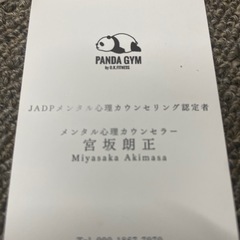 PANDA GYM
by O.R.FITNESS
JADPメンタル心理カウンセリング認定者
メンタル心理カウンセラー
宮坂朗正
Miyasaka Akimasa